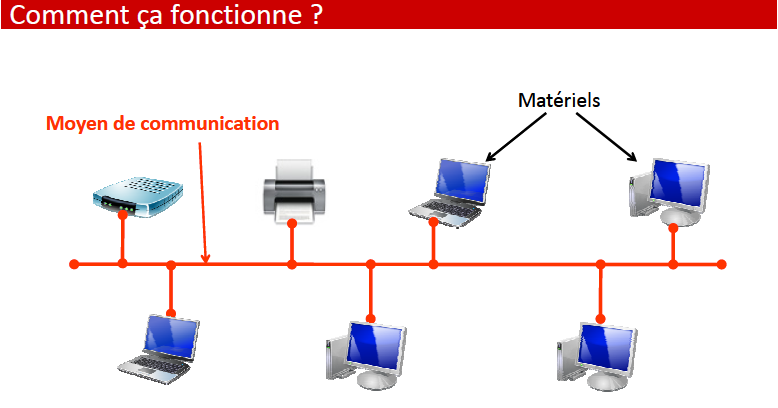 Comment ça fonctionne ?
Matériels
Moyen de communication